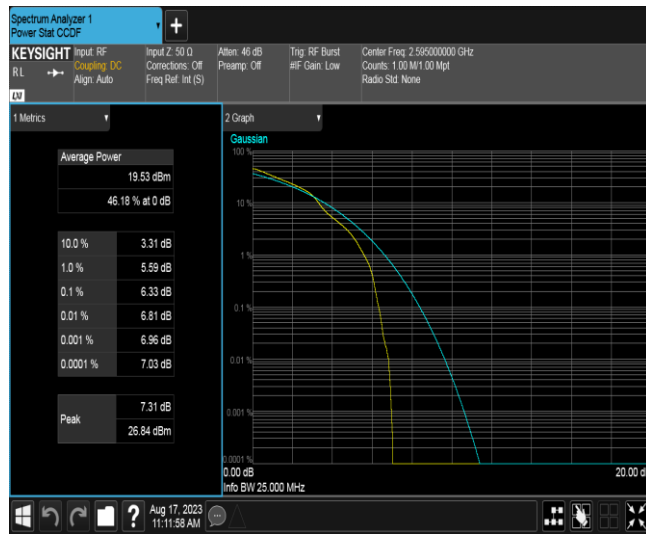 Spectrum Analyzer 1
Power Stat CCDF
+
KEYSIGHT
RL
LXI
Input: RF
Coupling: DC
Align: Auto
Input Z: 50 Ω
Corrections: Off
Freq Ref: Int (S)
Atten: 46 dB
Preamp: Off
Trig: RF Burst
#IF Gain: Low
Center Freq: 2.595000000 GHz
Counts: 1.00 M/1.00 Mpt
Radio Std: None
1 Metrics
Average Power
19.53 dBm
46.18 % at 0 dB
10.0 % 3.31 dB
1.0 % 5.59 dB
0.1 % 6.33 dB
0.01 % 6.81 dB
0.001 % 6.96 dB
0.0001 % 7.03 dB
Peak
7.31 dB
26.84 dBm
2 Graph
Gaussian
100 %
10 %
1 %
0.1 %
0.01 %
0.001 %
0.0001 %
0.00 dB 20.00 d
Info BW 25.000 MHz
?
Aug 17, 2023
11:11:58 AM